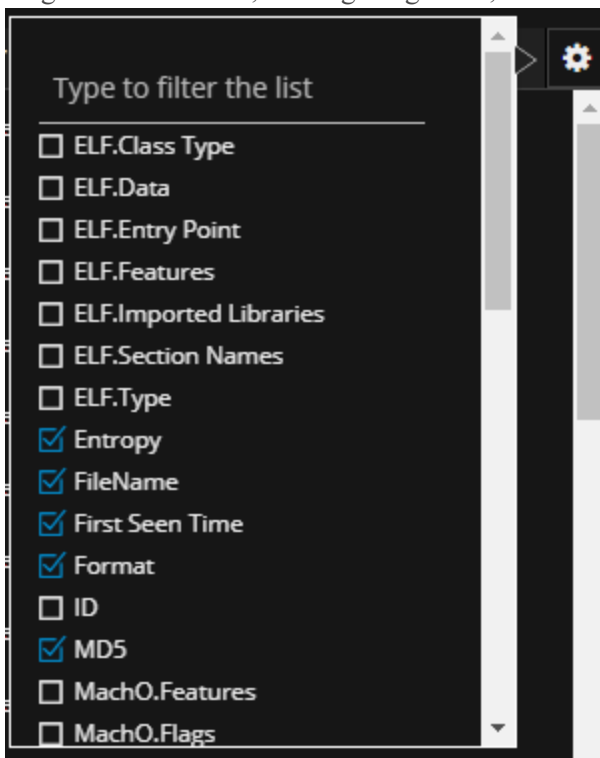 Type to filter the list
ELF.Class Type
ELF.Data
ELF.Entry Point
ELF.Features
ELF.Imported Libraries
ELF.Section Names
ELF.Type
Entropy
FileName
First Seen Time
Format
ID
MD5
MachO.Features
MachO.Flags